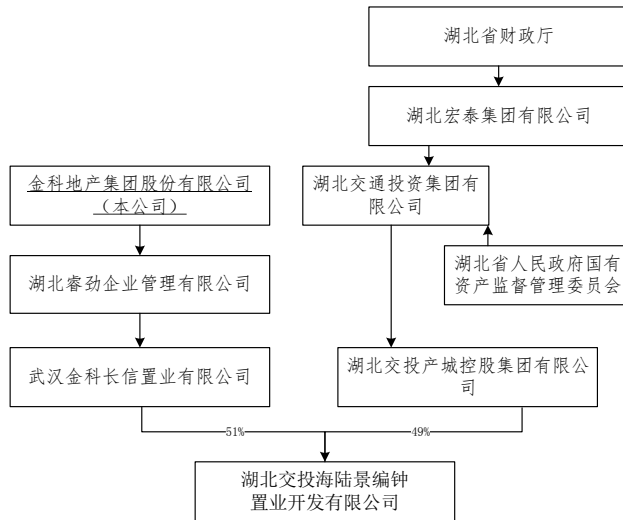 湖北省财政厅
湖北宏泰集团有限公司
金科地产集团股份有限公司
（本公司）
湖北交通投资集团有
限公司
湖北省人民政府国有
资产监督管理委员会
湖北睿劲企业管理有限公司
武汉金科长信置业有限公司
湖北交投产城控股集团有限公
司
51%
49%
湖北交投海陆景编钟
置业开发有限公司